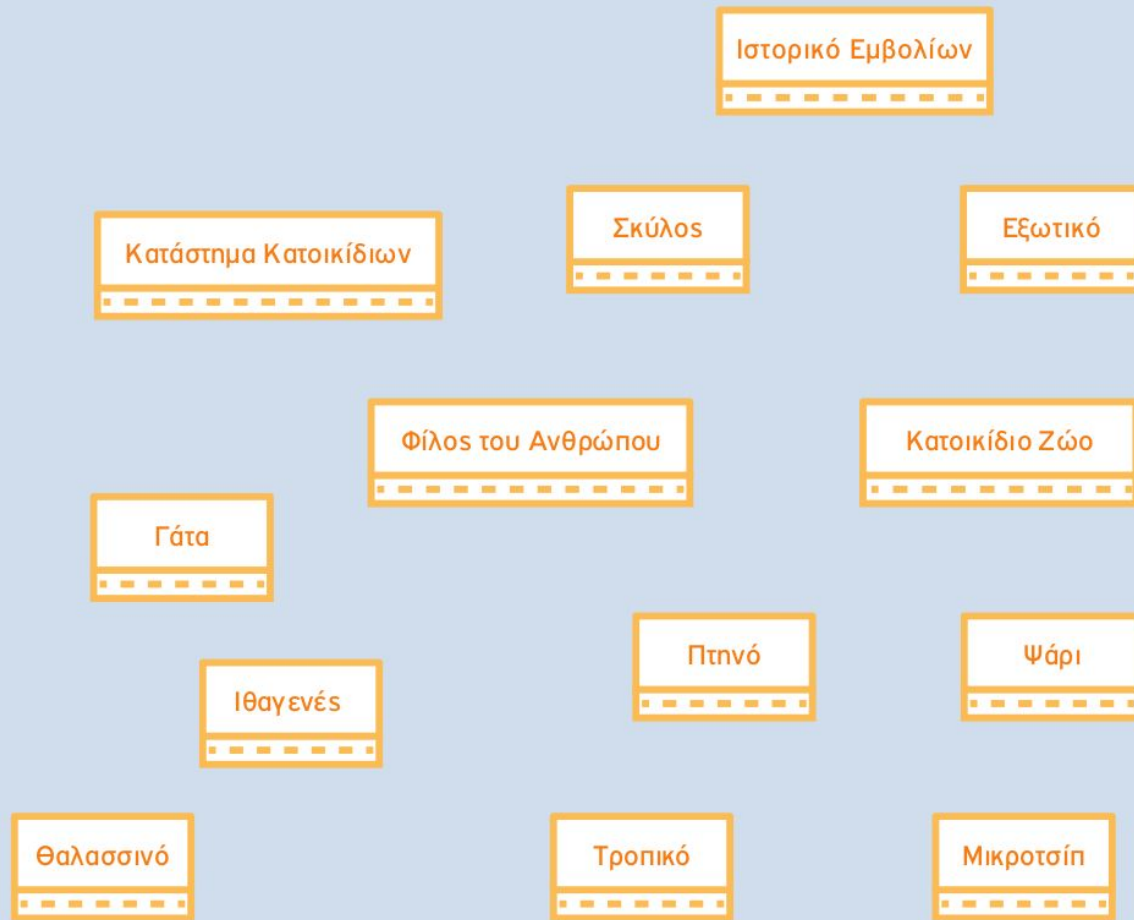 Ιστορικό Εμβολίων
Σκύλος
Εξωτικό
Κατάστημα Κατοικίδιων
Φίλος του Ανθρώπου
Κατοικίδιο Ζώο
Γάτα
Πτηνό
Ψάρι
Ιθαγενές
Θαλασσινό
Τροπικό
Μικροτσίπ